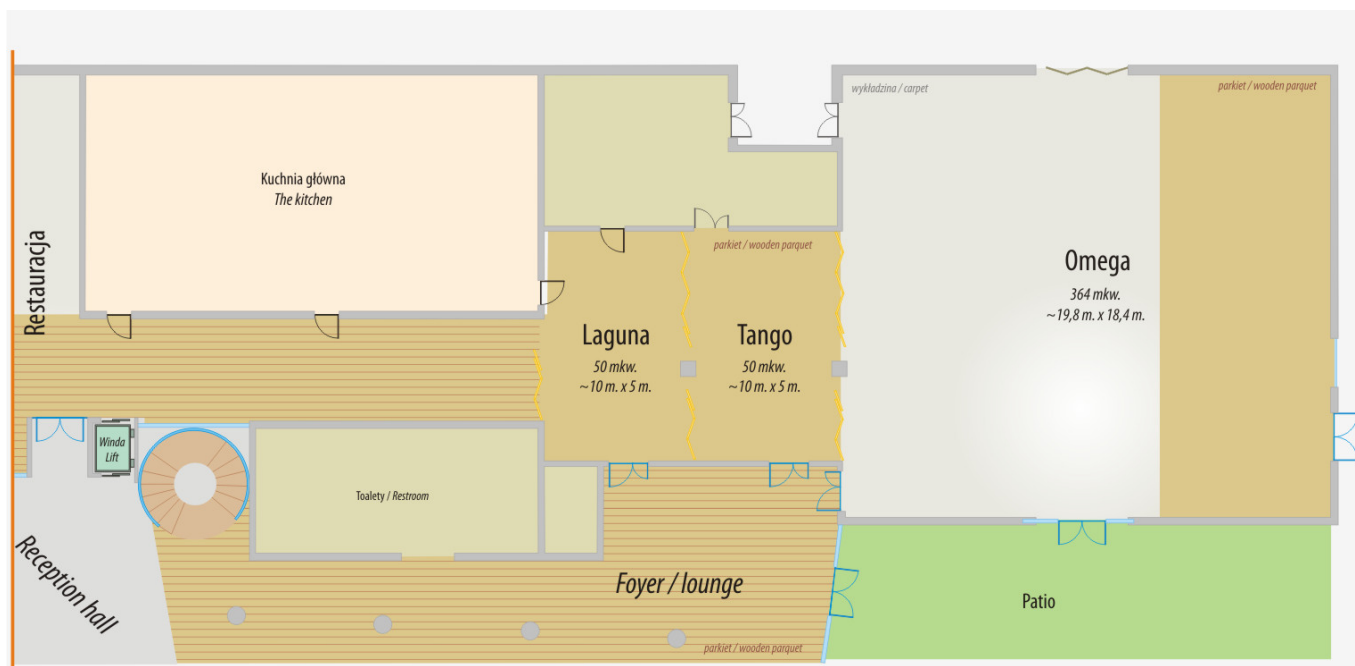 wykładzina / carpet
parkiet / wooden parquet
Kuchnia główna
The kitchen
Restauracja
parkiet / wooden parquet
Omega
364 mkw.
~19,8 m. x 18,4 m.
Laguna
50 mkw.
~10 m. x 5 m.
Tango
50 mkw.
~10 m. x 5 m.
Winda
Lift
Toalety / Restroom
Reception hall
Foyer / lounge
Patio
parkiet / wooden parquet